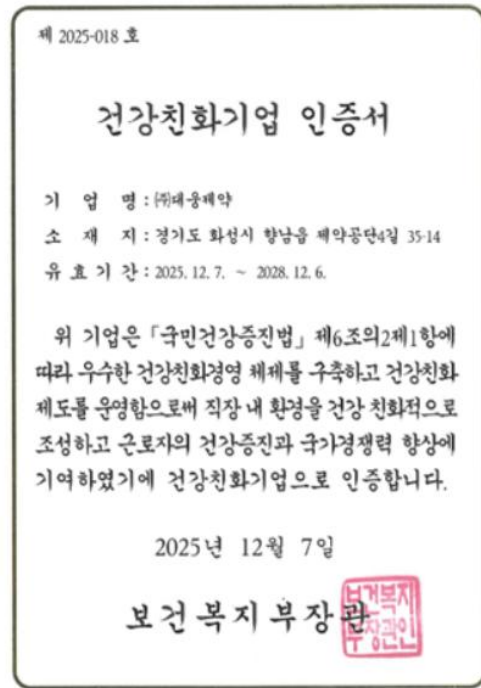 제 2025-018 호
건강친화기업 인증서
기 업 명 : ㈜대웅제약
소 재 지 : 경기도 화성시 향남읍 제약공단4길 35-14
유 효 기 간 : 2025. 12. 7. ~ 2028. 12. 6.
위 기업은 「국민건강증진법」 제6조의2제1항에
따라 우수한 건강친화경영 체제를 구축하고 건강친화
제도를 운영함으로써 직장 내 환경을 건강 친화적으로
조성하고 근로자의 건강증진과 국가경쟁력 향상에
기여하였기에 건강친화기업으로 인증합니다.
2025년 12월 7일
보건복지부장관
보건복지
부장관인